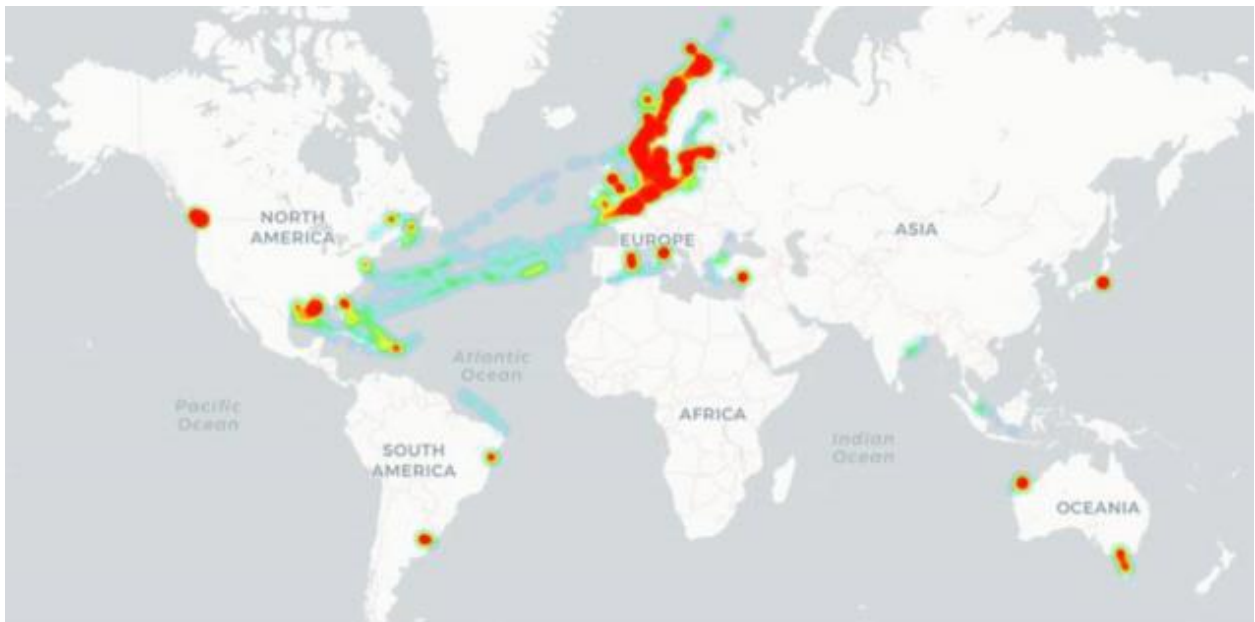 NORTH
AMERICA
EUROPE
ASIA
Atlantic
Ocean
Pacific
Ocean
AFRICA
SOUTH
AMERICA
Indian
Ocean
OCEANIA